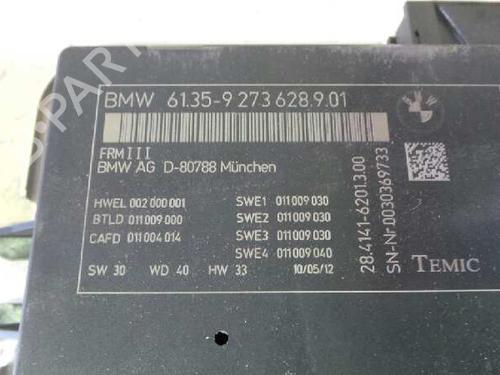 BMW 61.35-9 273 628.9.01
FRM III
BMW AG D-80788 München
HWEL 002 000 001
BTLD 011 009 000
CAFD 011 004 014
SWE1 011 009 030
SWE2 011 009 030
SWE3 011 009 030
SWE4 011 009 040
SW 30 WD 40 HW 33 10/05/12
28.4141-6201.3.00
SN-Nr 0030369733
TEMIC